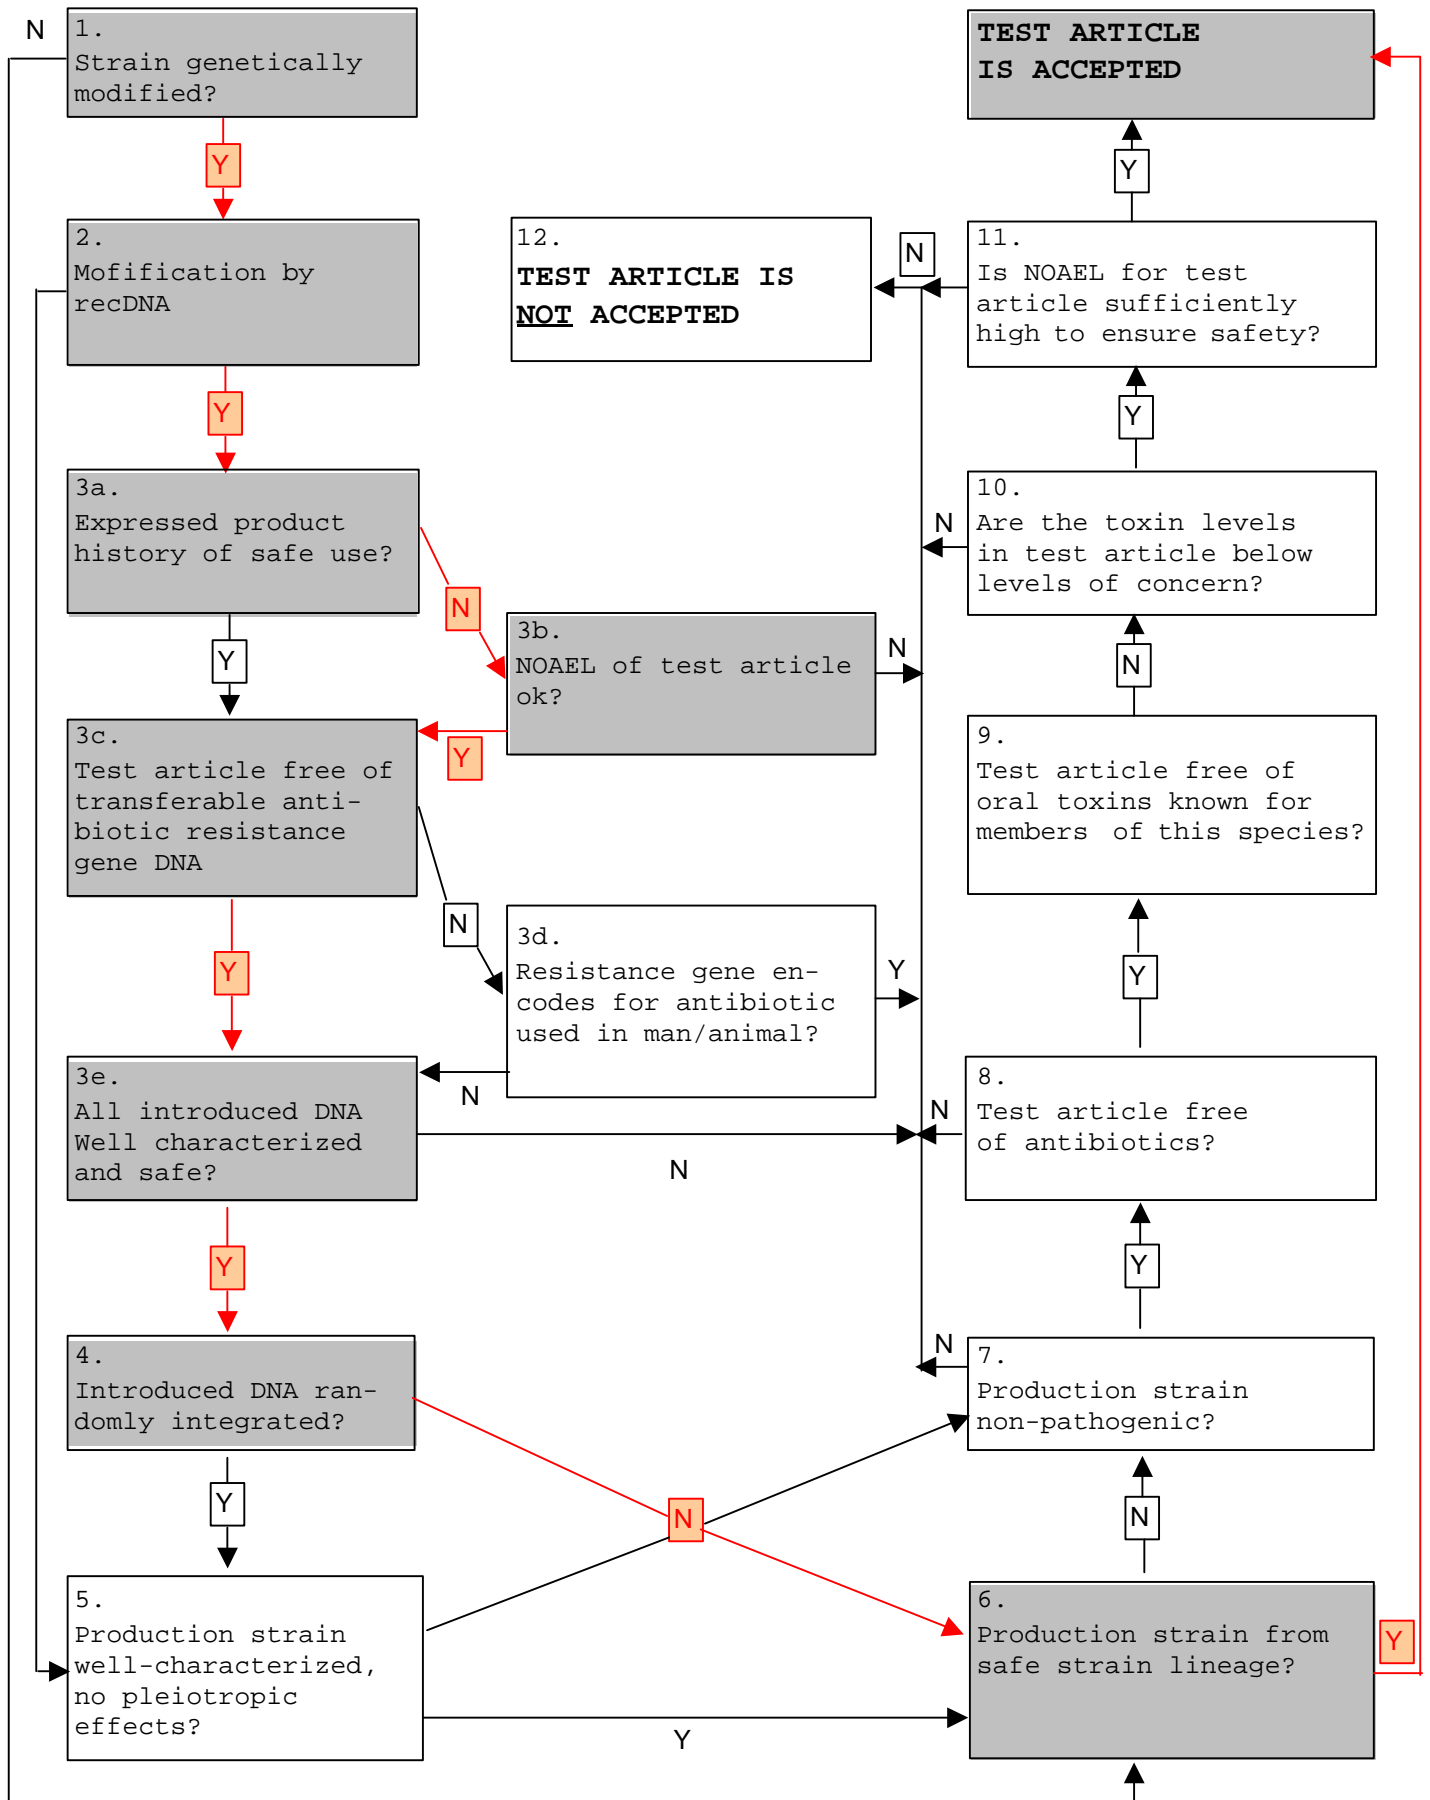 N
1.
Strain genetically
modified?
Y
2.
Mofification by
recDNA
Y
3a.
Expressed product
history of safe use?
N
Y
3b.
NOAEL of test article
ok?
N
Y
3c.
Test article free of
transferable anti-
biotic resistance
gene DNA
N
Y
3d.
Resistance gene en-
codes for antibiotic
used in man/animal?
Y
N
3e.
All introduced DNA
Well characterized
and safe?
N
Y
4.
Introduced DNA ran-
domly integrated?
N
Y
5.
Production strain
well-characterized,
no pleiotropic
effects?
Y
6.
Production strain from
safe strain lineage?
Y
N
7.
Production strain
non-pathogenic?
N
Y
8.
Test article free
of antibiotics?
N
Y
9.
Test article free of
oral toxins known for
members of this species?
N
10.
Are the toxin levels
in test article below
levels of concern?
N
Y
11.
Is NOAEL for test
article sufficiently
high to ensure safety?
N
Y
12.
TEST ARTICLE IS
NOT ACCEPTED
TEST ARTICLE
IS ACCEPTED